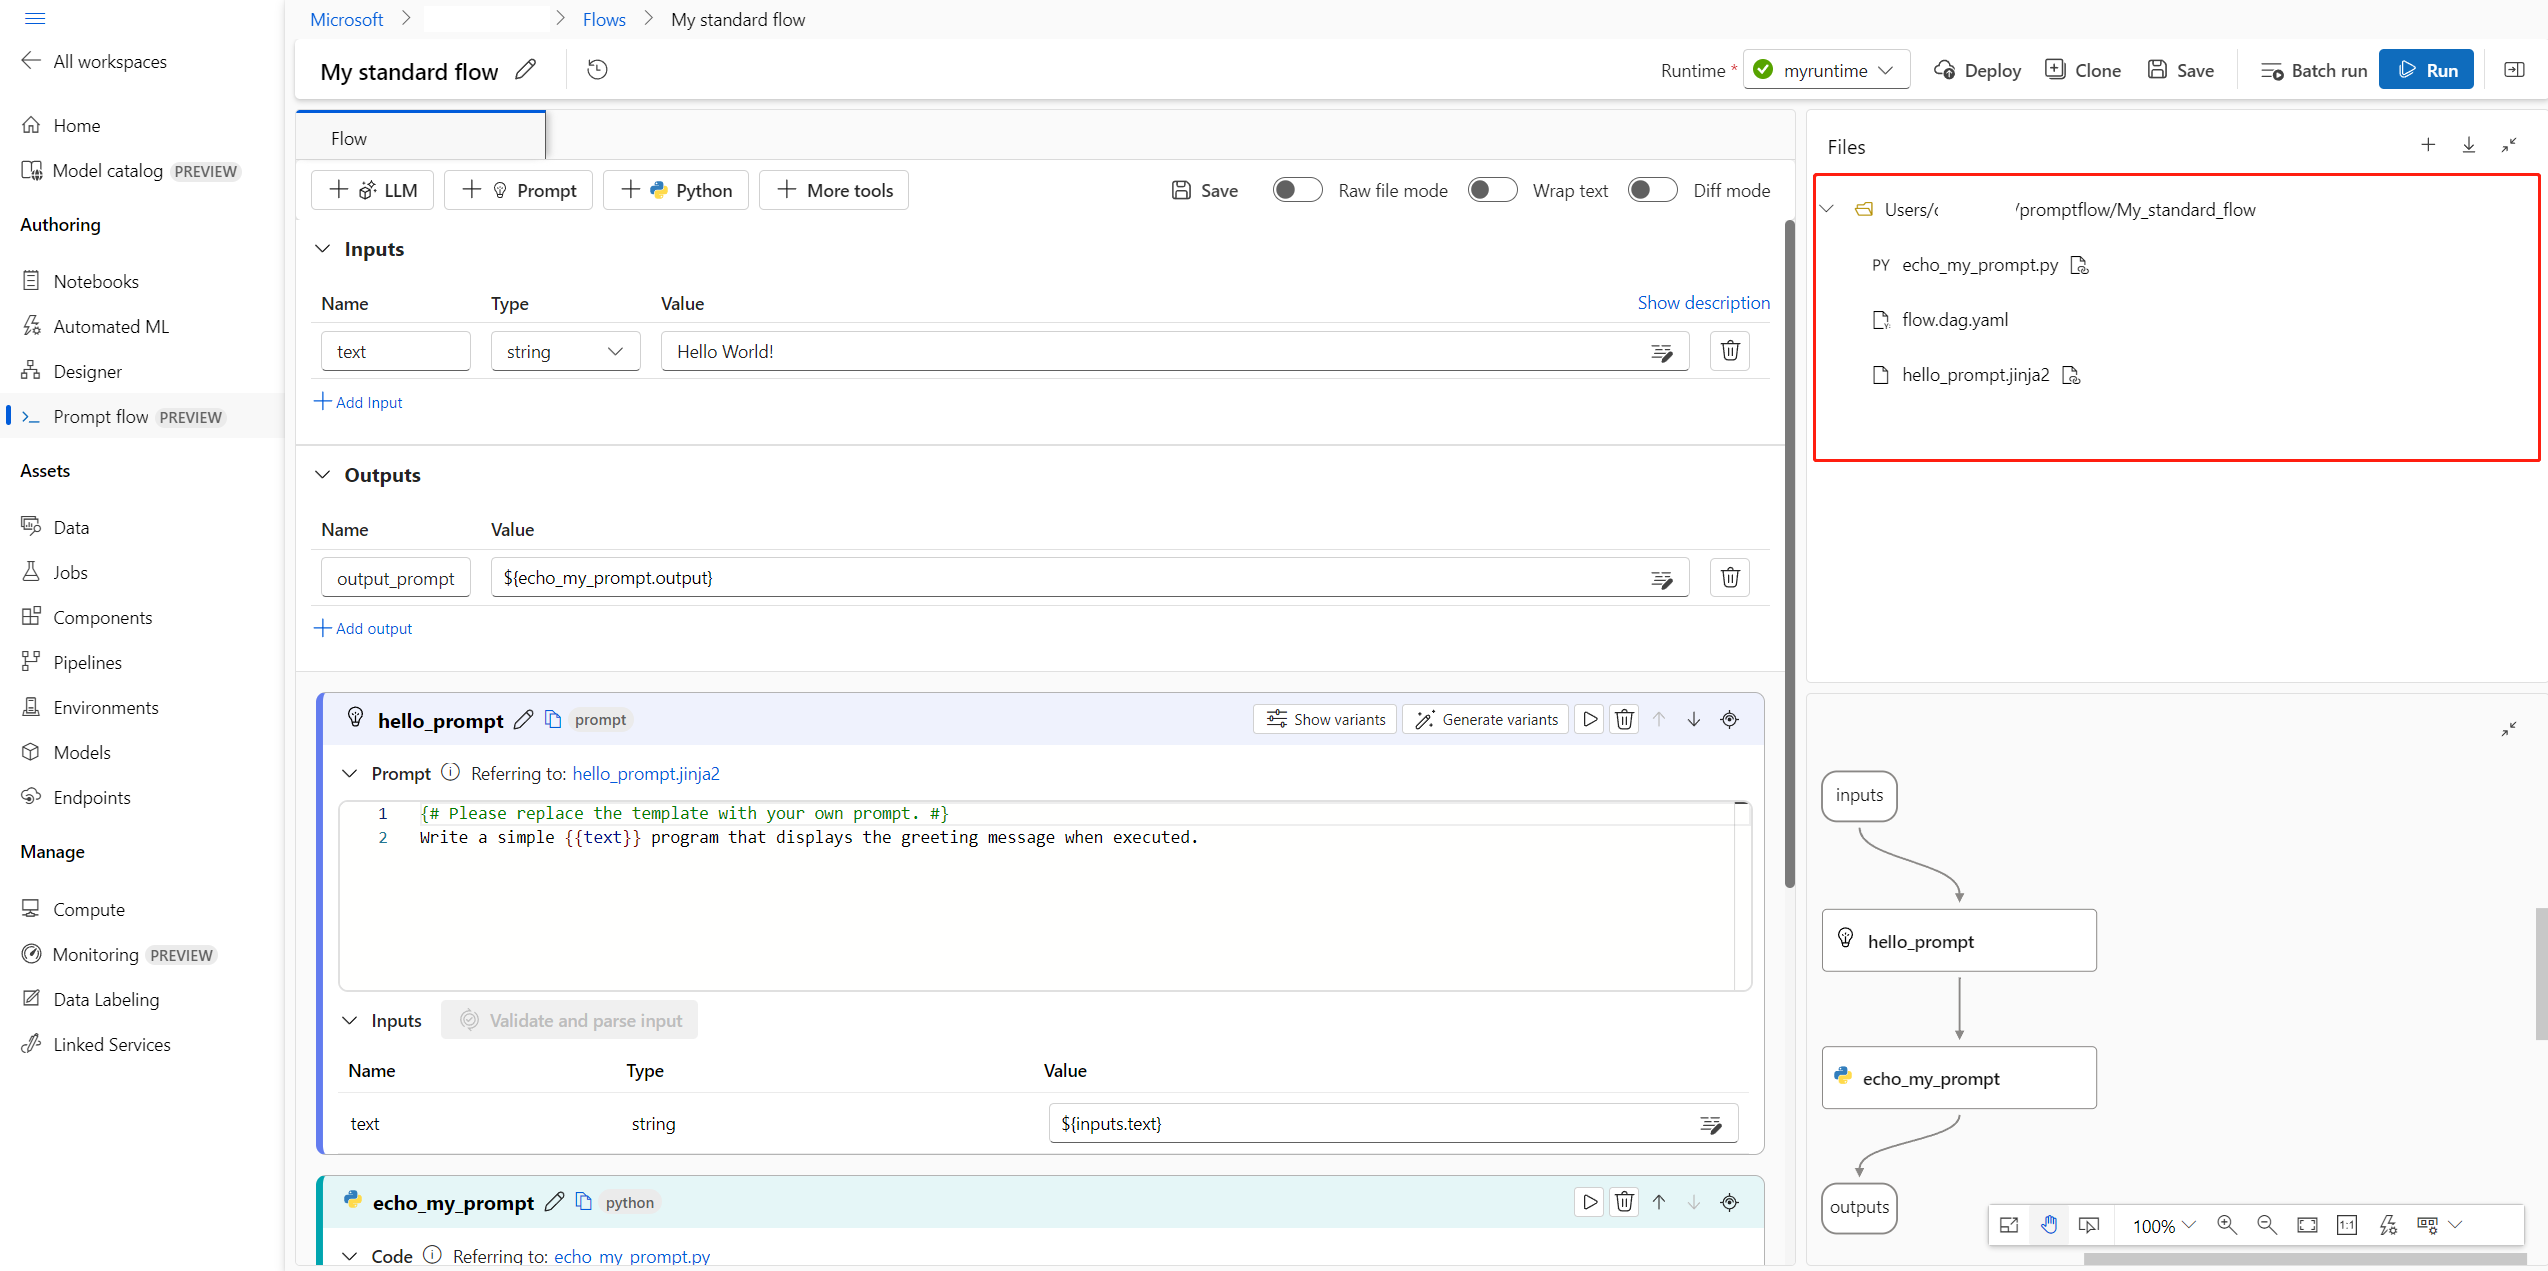 Microsoft > > Flows > My standard flow
All workspaces
Home
Model catalog PREVIEW
Authoring
Notebooks
Automated ML
Designer
Prompt flow PREVIEW
Assets
Data
Jobs
Components
Pipelines
Environments
Models
Endpoints
Manage
Compute
Monitoring PREVIEW
Data Labeling
Linked Services
My standard flow
Runtime * myruntime Deploy Clone Save Batch run Run
Flow
LLM Prompt Python More tools
Save Raw file mode Wrap text Diff mode
Inputs
Name Type Value Show description
text string Hello World!
Add Input
Outputs
Name Value
output_prompt ${echo_my_prompt.output}
Add output
hello_prompt prompt Show variants Generate variants
Prompt Referring to: hello_prompt.jinja2
1 {# Please replace the template with your own prompt. #}
2 Write a simple {{text}} program that displays the greeting message when executed.
Inputs Validate and parse input
Name Type Value
text string ${inputs.text}
echo_my_prompt python
Code Referring to: echo_my_prompt.py
Files
Users/ /promptflow/My_standard_flow
PY echo_my_prompt.py
flow.dag.yaml
hello_prompt.jinja2
inputs
hello_prompt
echo_my_prompt
outputs
100% 1:1